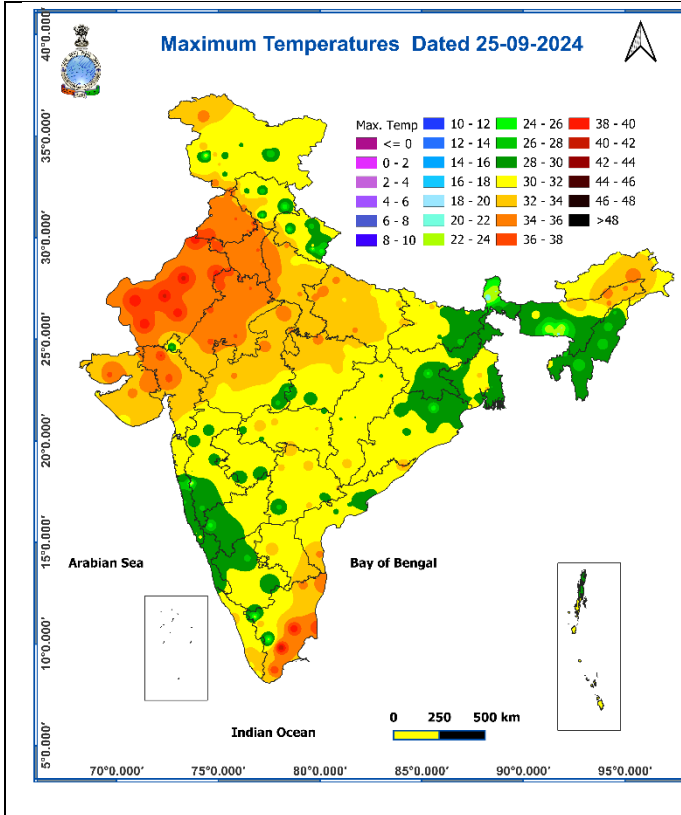 Maximum Temperatures Dated 25-09-2024
Max. Temp
<= 0
0 - 2
2 - 4
4 - 6
6 - 8
8 - 10
10 - 12
12 - 14
14 - 16
16 - 18
18 - 20
20 - 22
22 - 24
24 - 26
26 - 28
28 - 30
30 - 32
32 - 34
34 - 36
36 - 38
38 - 40
40 - 42
42 - 44
44 - 46
46 - 48
>48
40°0.000'
35°0.000'
30°0.000'
25°0.000'
20°0.000'
15°0.000'
10°0.000'
5°0.000'
Arabian Sea
Bay of Bengal
Indian Ocean
0 250 500 km
70°0.000' 75°0.000' 80°0.000' 85°0.000' 90°0.000' 95°0.000'